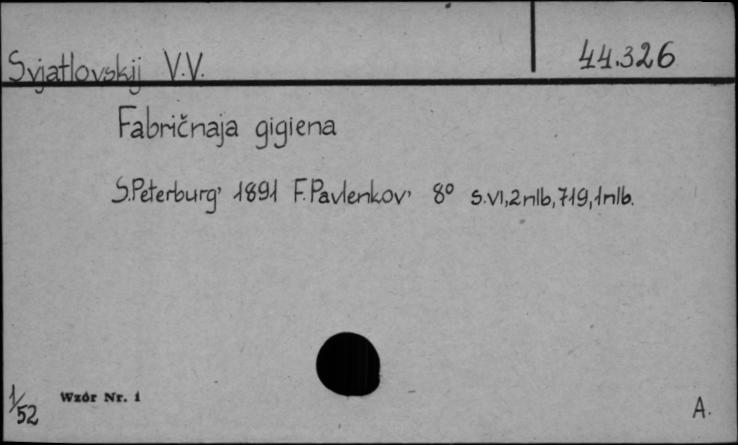 Svjatlovskij V.V.
44.326
Fabričnaja gigiena
S.Peterburg' 1891 F. Pavlenkov' 8° s.VI,2nlb,719,1nlb.
1/52
Wzór Nr. 1
A.